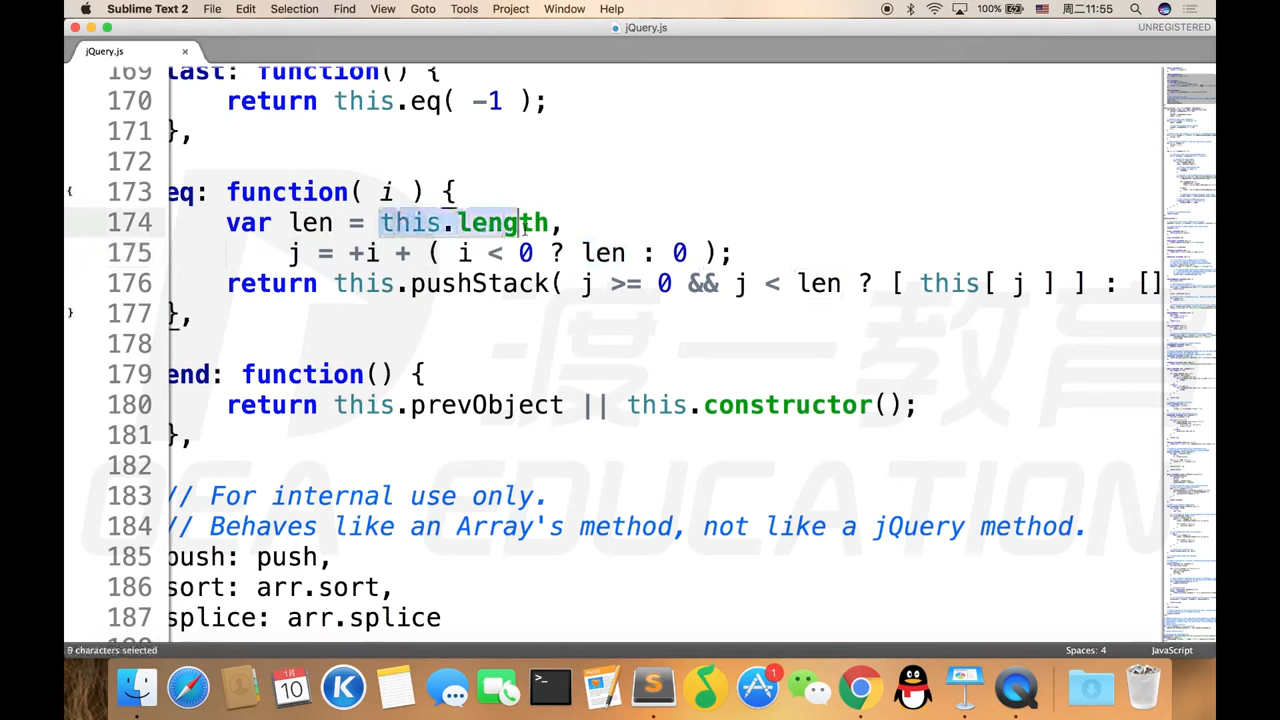 Sublime Text 2 File Edit Selection Find View Goto Tools Project Window Help 100% 周二11:55
jQuery.js UNREGISTERED
jQuery.js
169 last: function() {
170 return this.eq( -1 );
171 },
172
173 eq: function( i ) {
174 var len = this.length,
175 j = +i + ( 0 ? len : 0 );
176 return this.pushStack( >= 0 && < len ? [ this[ j ] ] : []
177 },
178
179 end: function() {
180 return this.prevObject || this.constructor();
181 },
182
183 // For internal use only.
184 // Behaves like an Array's method, not like a jQuery method.
185 push: push,
186 sort: arr.sort,
187 splice: arr.splice
9 characters selected Spaces: 4 JavaScript
1月
10
1